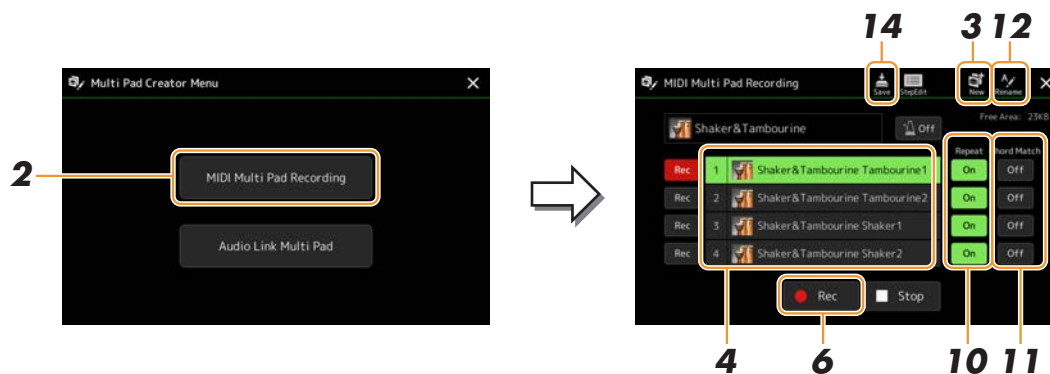 14 3 12
Multi Pad Creator Menu
MIDI Multi Pad Recording
Save StepEdit New Rename
Free Area: 23KB
Shaker&Tambourine Off
Repeat hord Match
2 MIDI Multi Pad Recording
Rec 1 Shaker&Tambourine Tambourine1 On Off
Rec 2 Shaker&Tambourine Tambourine2 On Off
Rec 3 Shaker&Tambourine Shaker1 On Off
Audio Link Multi Pad
Rec 4 Shaker&Tambourine Shaker2 On Off
Rec Stop
4 6 10 11